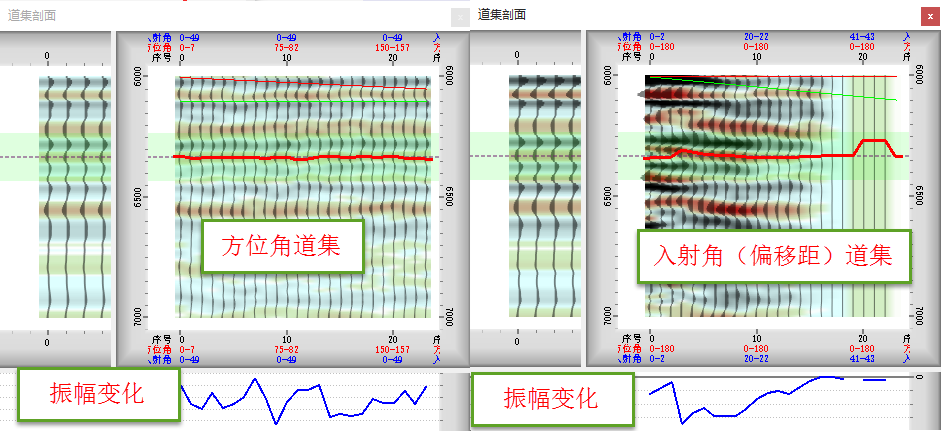 道集剖面
x
入射角 0-49 0-49 0-49 入
方位角 0-7 75-82 150-157 方
序号 0 10 20 序
0
6000
6500
7000
方位角道集
0
序号 0 10 20 序
方位角 0-7 75-82 150-157 方
入射角 0-49 0-49 0-49 入
振幅变化
道集剖面
x
入射角 0-2 20-22 41-43 入
方位角 0-180 0-180 0-180 方
序号 0 10 20 序
0
6000
6500
7000
入射角（偏移距）道集
0
序号 0 10 20 序
方位角 0-180 0-180 0-180 方
入射角 0-2 20-22 41-43 入
振幅变化
0